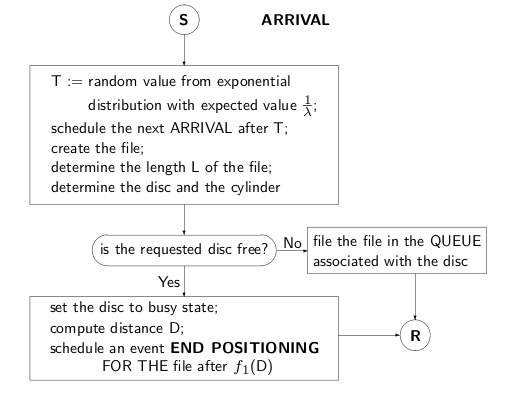 S
ARRIVAL
T := random value from exponential
distribution with expected value 1/λ;
schedule the next ARRIVAL after T;
create the file;
determine the length L of the file;
determine the disc and the cylinder
is the requested disc free?
No
file the file in the QUEUE
associated with the disc
Yes
set the disc to busy state;
compute distance D;
schedule an event END POSITIONING
FOR THE file after f₁(D)
R